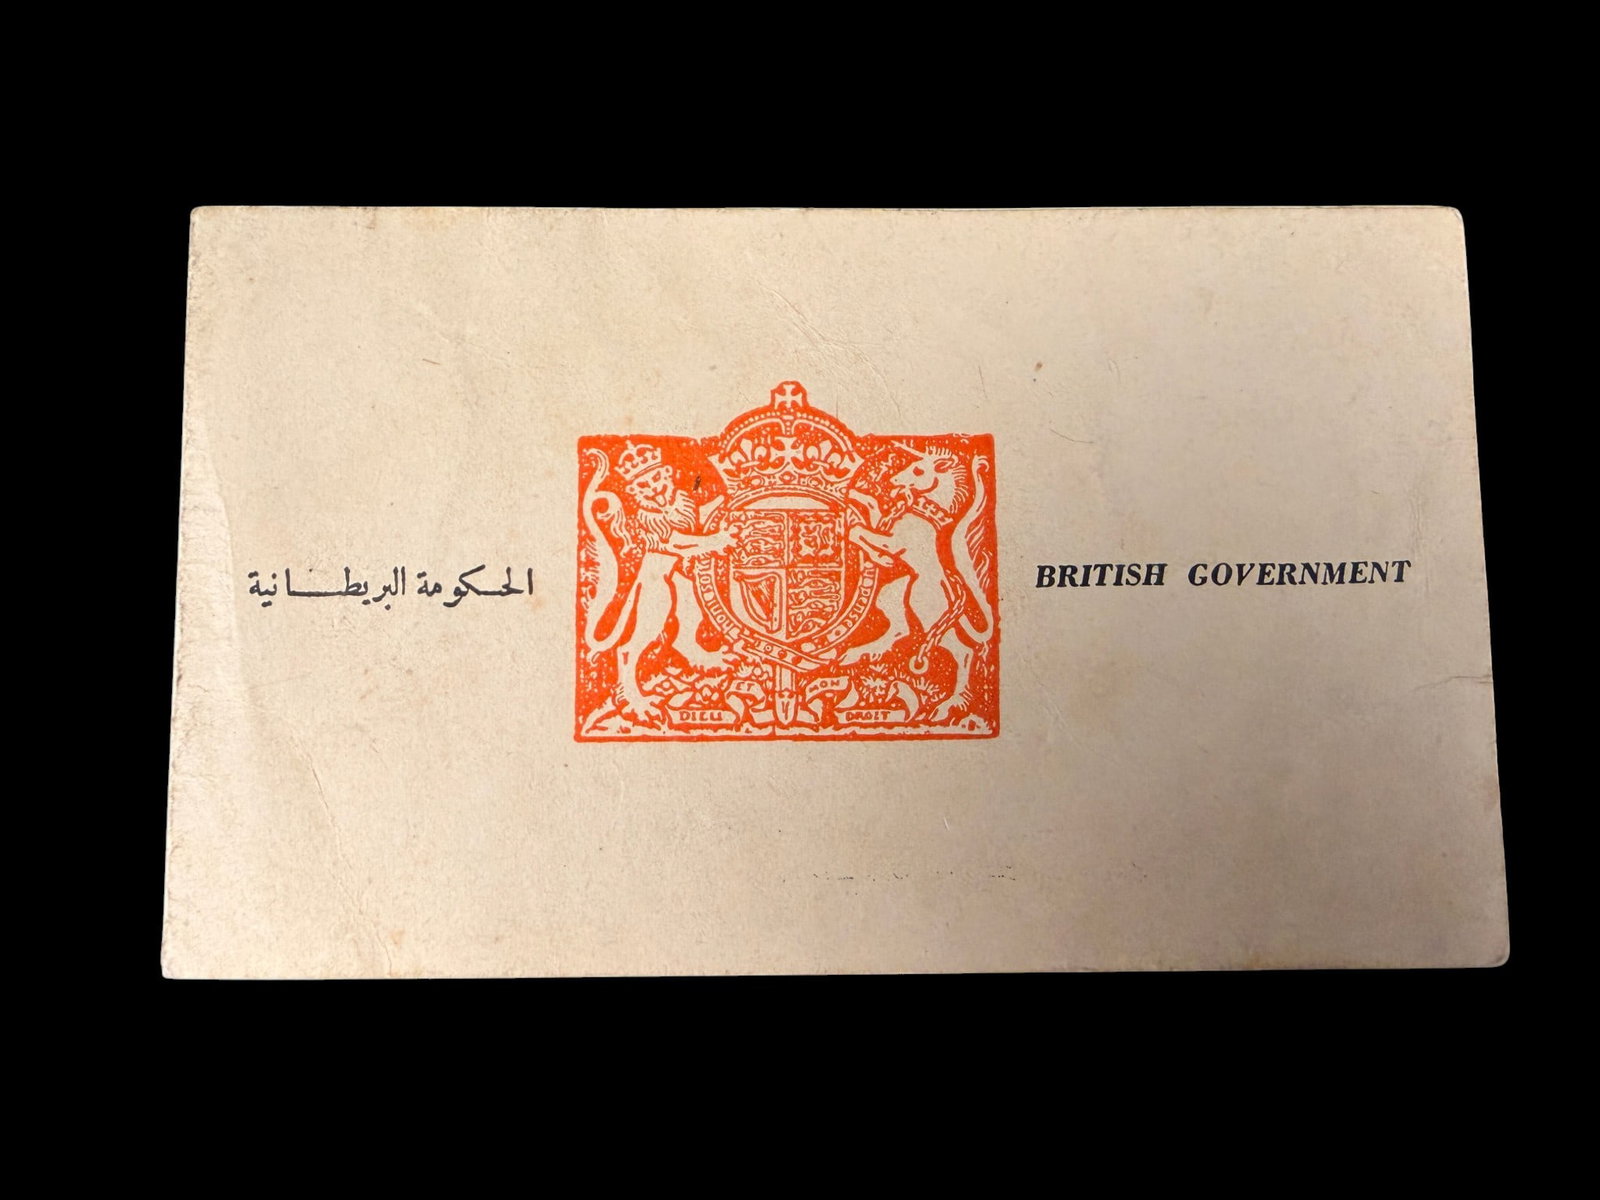 الحكومة البريطانية
BRITISH GOVERNMENT
DIEU ET MON DROIT